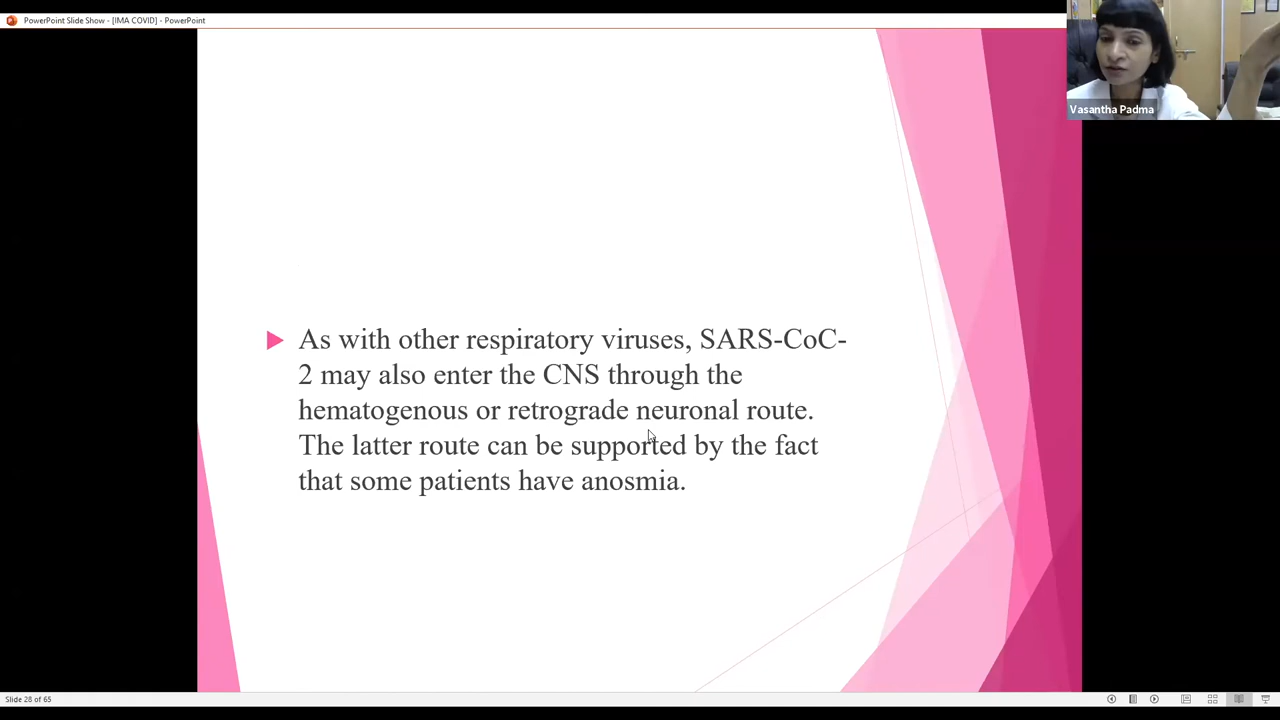 PowerPoint Slide Show - [IMA COVID] - PowerPoint
Vasantha Padma
As with other respiratory viruses, SARS-CoC-
2 may also enter the CNS through the
hematogenous or retrograde neuronal route.
The latter route can be supported by the fact
that some patients have anosmia.
Slide 28 of 65